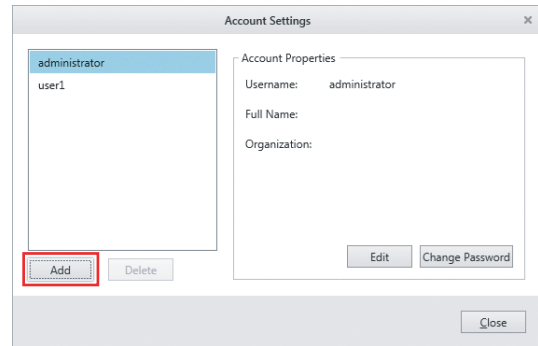 Account Settings
administrator
user1
Add
Delete
Account Properties
Username: administrator
Full Name:
Organization:
Edit
Change Password
Close